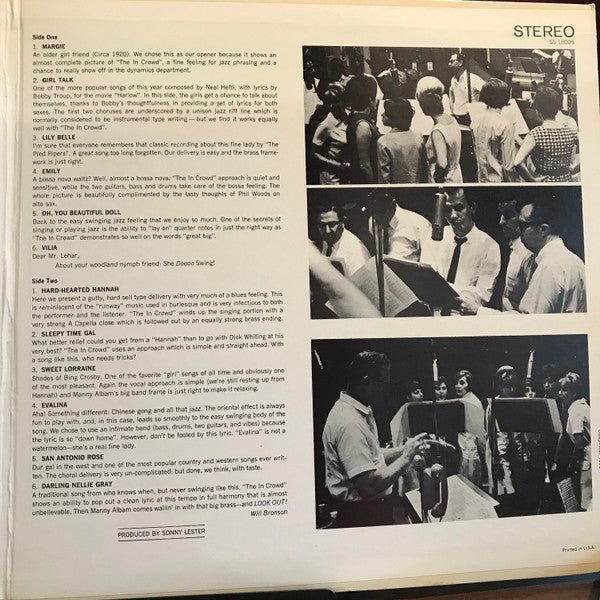 STEREO
SS 18005
Side One
1. MARGIE
An older girl friend (Circa 1920). We chose this as our opener because it shows an
almost complete picture of "The In Crowd", a fine feeling for jazz phrasing and a
chance to really show off in the dynamics department.
2. GIRL TALK
One of the more popular songs of this year composed by Neal Hefti, with lyrics by
Bobby Troup, for the movie "Harlow". In this side, the girls get a chance to talk about
themselves, thanks to Bobby's thoughtfulness in providing a set of lyrics for both
sexes. The first two choruses are underscored by a unison jazz riff line which is
normally considered to be instrumental type writing—but we find it works equally
well with "The In Crowd".
3. LILY BELLE
I'm sure that everyone remembers that classic recording about this fine lady by "The
Pied Pipers". A great song too long forgotten. Our delivery is easy and the brass frame-
work is just right.
4. EMILY
A bossa nova waltz? Well, almost a bossa nova. "The In Crowd" approach is quiet and
sensitive, while the two guitars, bass and drums take care of the bossa feeling. The
whole picture is beautifully complimented by the tasty thoughts of Phil Woods on
alto sax.
5. OH, YOU BEAUTIFUL DOLL
Back to the easy swinging jazz feeling that we enjoy so much. One of the secrets of
singing or playing jazz is the ability to "lay on" quarter notes in just the right way as
"The In Crowd" demonstrates so well on the words "great big".
6. VILIA
Dear Mr. Lehar,
About your woodland nymph friend: She Doooo Swing!
Side Two
1. HARD-HEARTED HANNAH
Here we present a gutty, hard sell type delivery with very much of a blues feeling. This
is reminiscent of the "runway" music used in burlesque and is very infectious to both
the performer and the listener. "The In Crowd" winds up the singing portion with a
very strong A Capella close which is followed out by an equally strong brass ending.
2. SLEEPY TIME GAL
What better relief could you get from a "Hannah" than to go with Dick Whiting at his
very best? "The In Crowd" uses an approach which is simple and straight ahead. With
a song like this, who needs tricks?
3. SWEET LORRAINE
Shades of Bing Crosby. One of the favorite "girl" songs of all time and obviously one
of the most pleasant. Again the vocal approach is simple (we're still resting up from
Hannah) and Manny Albam's big band frame is just right to make it relaxing.
4. EVALINA
Aha! Something different: Chinese gong and all that jazz. The oriental effect is always
fun to play with, and, in this case, leads so smoothly to the easy swinging body of the
song. We chose to use an intimate band (bass, drums, two guitars, and vibes) because
the lyric is so "down home". However, don't be fooled by this lyric. "Evalina" is not a
watermelon—she's a real fine lady.
5. SAN ANTONIO ROSE
Our gal in the west and one of the most popular country and western songs ever writ-
ten. The choral delivery is very un-complicated; but done, we think, with taste.
6. DARLING NELLIE GRAY
A traditional song from who knows when, but never swinging like this. "The In Crowd"
shows an ability to pop out a clean lyric at this tempo in full harmony that is almost
unbelievable. Then Manny Albam comes wailin' in with that big brass—and LOOK OUT!
Will Bronson
PRODUCED BY SONNY LESTER
Printed in U.S.A.